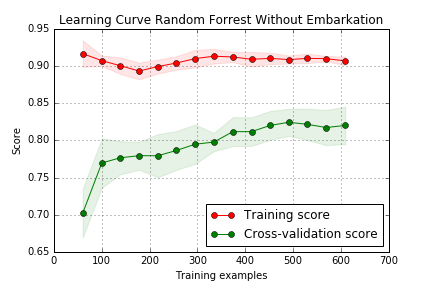 Learning Curve Random Forrest Without Embarkation
0.95
0.90
0.85
0.80
0.75
0.70
0.65
Score
Training score
Cross-validation score
0 100 200 300 400 500 600 700
Training examples